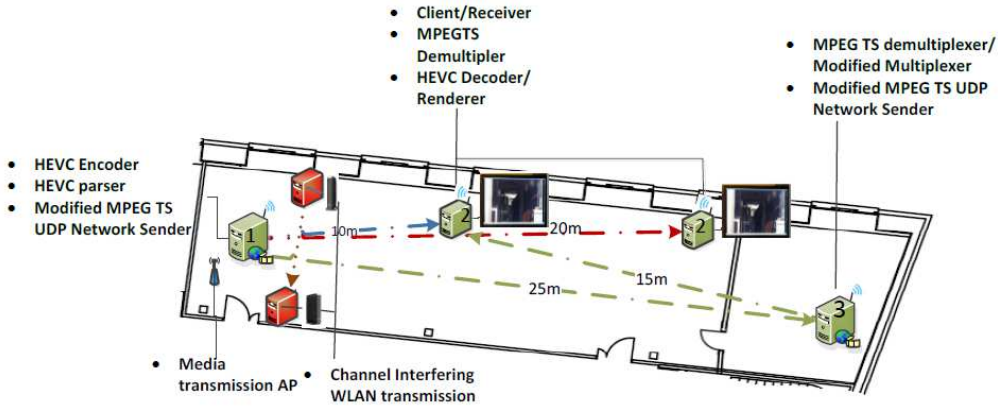 • Client/Receiver
• MPEGTS
Demultipler
• HEVC Decoder/
Renderer
• MPEG TS demultiplexer/
Modified Multiplexer
• Modified MPEG TS UDP
Network Sender
• HEVC Encoder
• HEVC parser
• Modified MPEG TS
UDP Network Sender
1
10m
2
20m
2
15m
25m
3
• Media
transmission AP
• Channel Interfering
WLAN transmission